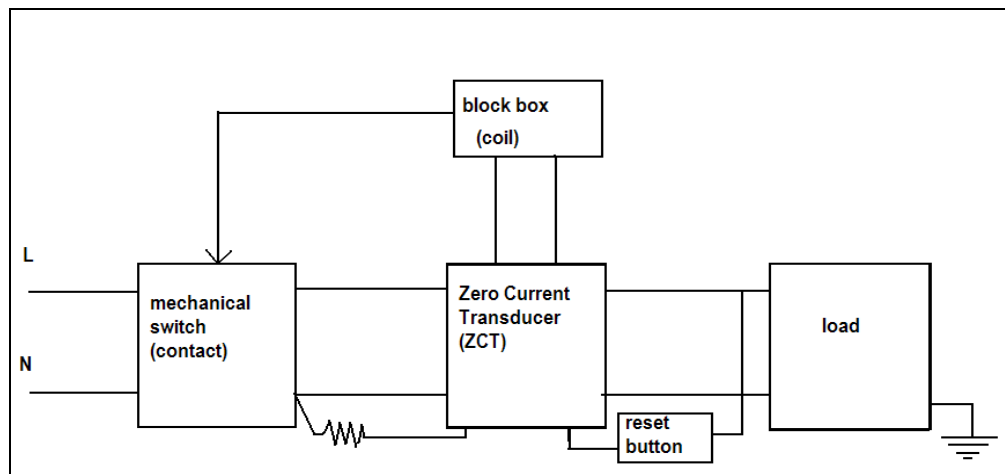 block box
(coil)
L
N
mechanical
switch
(contact)
Zero Current
Transducer
(ZCT)
load
reset
button